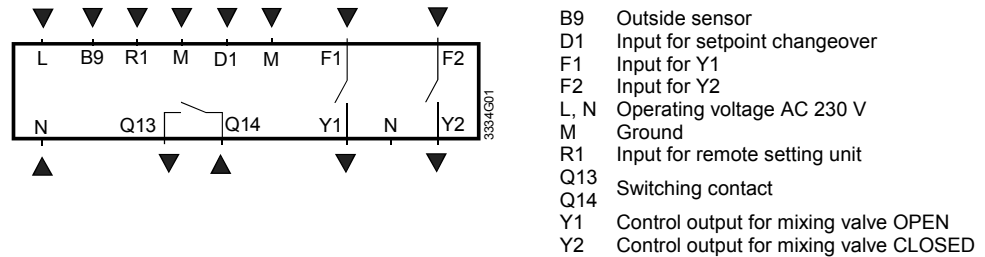 L B9 R1 M D1 M F1 F2
N Q13 Q14 Y1 N Y2
3334G01
B9 Outside sensor
D1 Input for setpoint changeover
F1 Input for Y1
F2 Input for Y2
L, N Operating voltage AC 230 V
M Ground
R1 Input for remote setting unit
Q13
Q14 Switching contact
Y1 Control output for mixing valve OPEN
Y2 Control output for mixing valve CLOSED